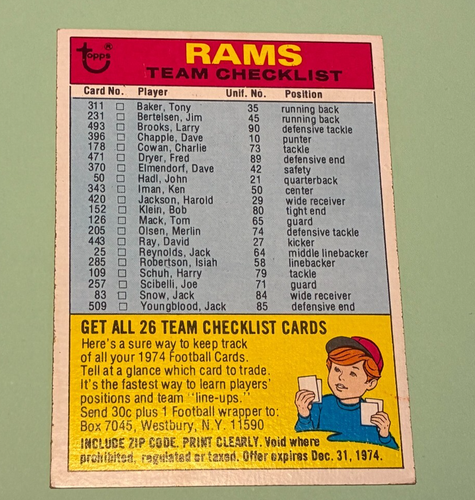 topps®
RAMS
TEAM CHECKLIST
Card No. Player Unif. No. Position
311 □ Baker, Tony 35 running back
231 □ Bertelsen, Jim 45 running back
493 □ Brooks, Larry 90 defensive tackle
396 □ Chapple, Dave 10 punter
178 □ Cowan, Charlie 73 tackle
471 □ Dryer, Fred 89 defensive end
370 □ Elmendorf, Dave 42 safety
50 □ Hadl, John 21 quarterback
343 □ Iman, Ken 50 center
420 □ Jackson, Harold 29 wide receiver
152 □ Klein, Bob 80 tight end
126 □ Mack, Tom 65 guard
205 □ Olsen, Merlin 74 defensive tackle
443 □ Ray, David 27 kicker
25 □ Reynolds, Jack 64 middle linebacker
285 □ Robertson, Isiah 58 linebacker
109 □ Schuh, Harry 79 tackle
257 □ Scibelli, Joe 71 guard
83 □ Snow, Jack 84 wide receiver
509 □ Youngblood, Jack 85 defensive end
GET ALL 26 TEAM CHECKLIST CARDS
Here's a sure way to keep track
of all your 1974 Football Cards.
Tell at a glance which card to trade.
It's the fastest way to learn players'
positions and team "line-ups."
Send 30c plus 1 Football wrapper to:
Box 7045, Westbury, N.Y. 11590
INCLUDE ZIP CODE. PRINT CLEARLY. Void where
prohibited, regulated or taxed. Offer expires Dec. 31, 1974.